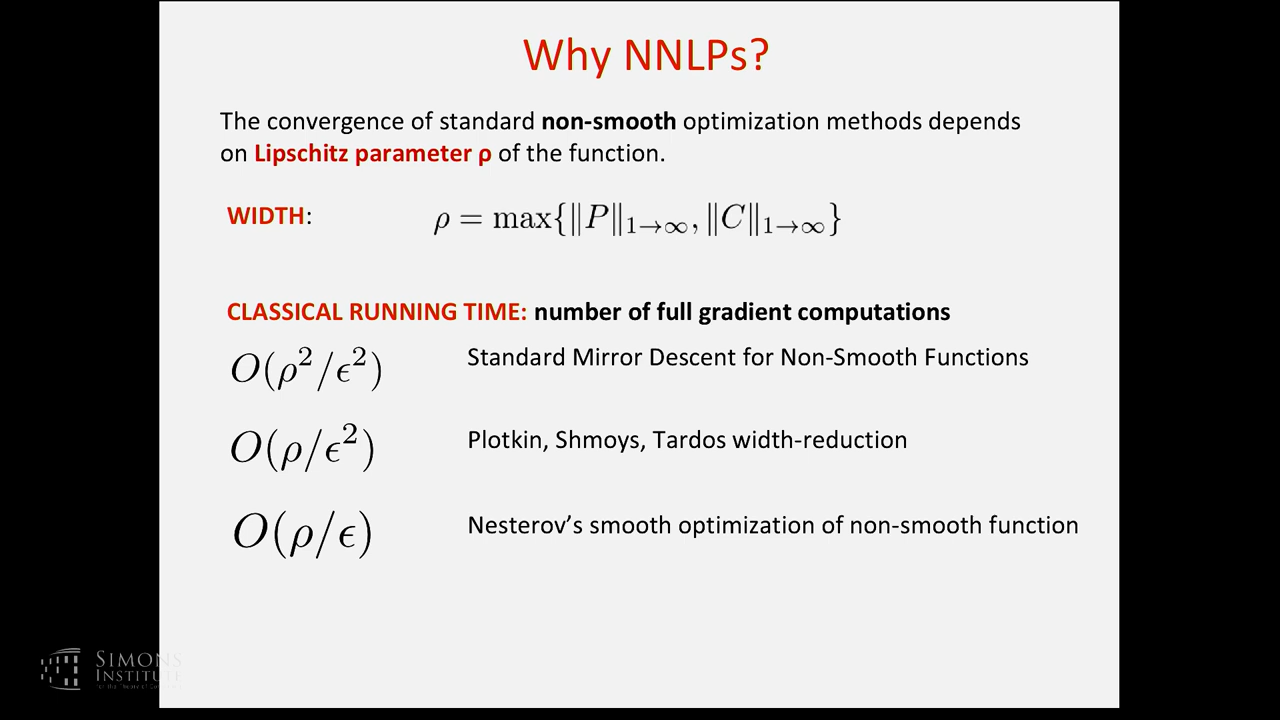 Why NNLPs?
The convergence of standard non-smooth optimization methods depends
on Lipschitz parameter ρ of the function.
WIDTH: ρ = max{‖P‖₁→∞, ‖C‖₁→∞}
CLASSICAL RUNNING TIME: number of full gradient computations
O(ρ²/ϵ²) Standard Mirror Descent for Non-Smooth Functions
O(ρ/ϵ²) Plotkin, Shmoys, Tardos width-reduction
O(ρ/ϵ) Nesterov’s smooth optimization of non-smooth function
SIMONS
INSTITUTE